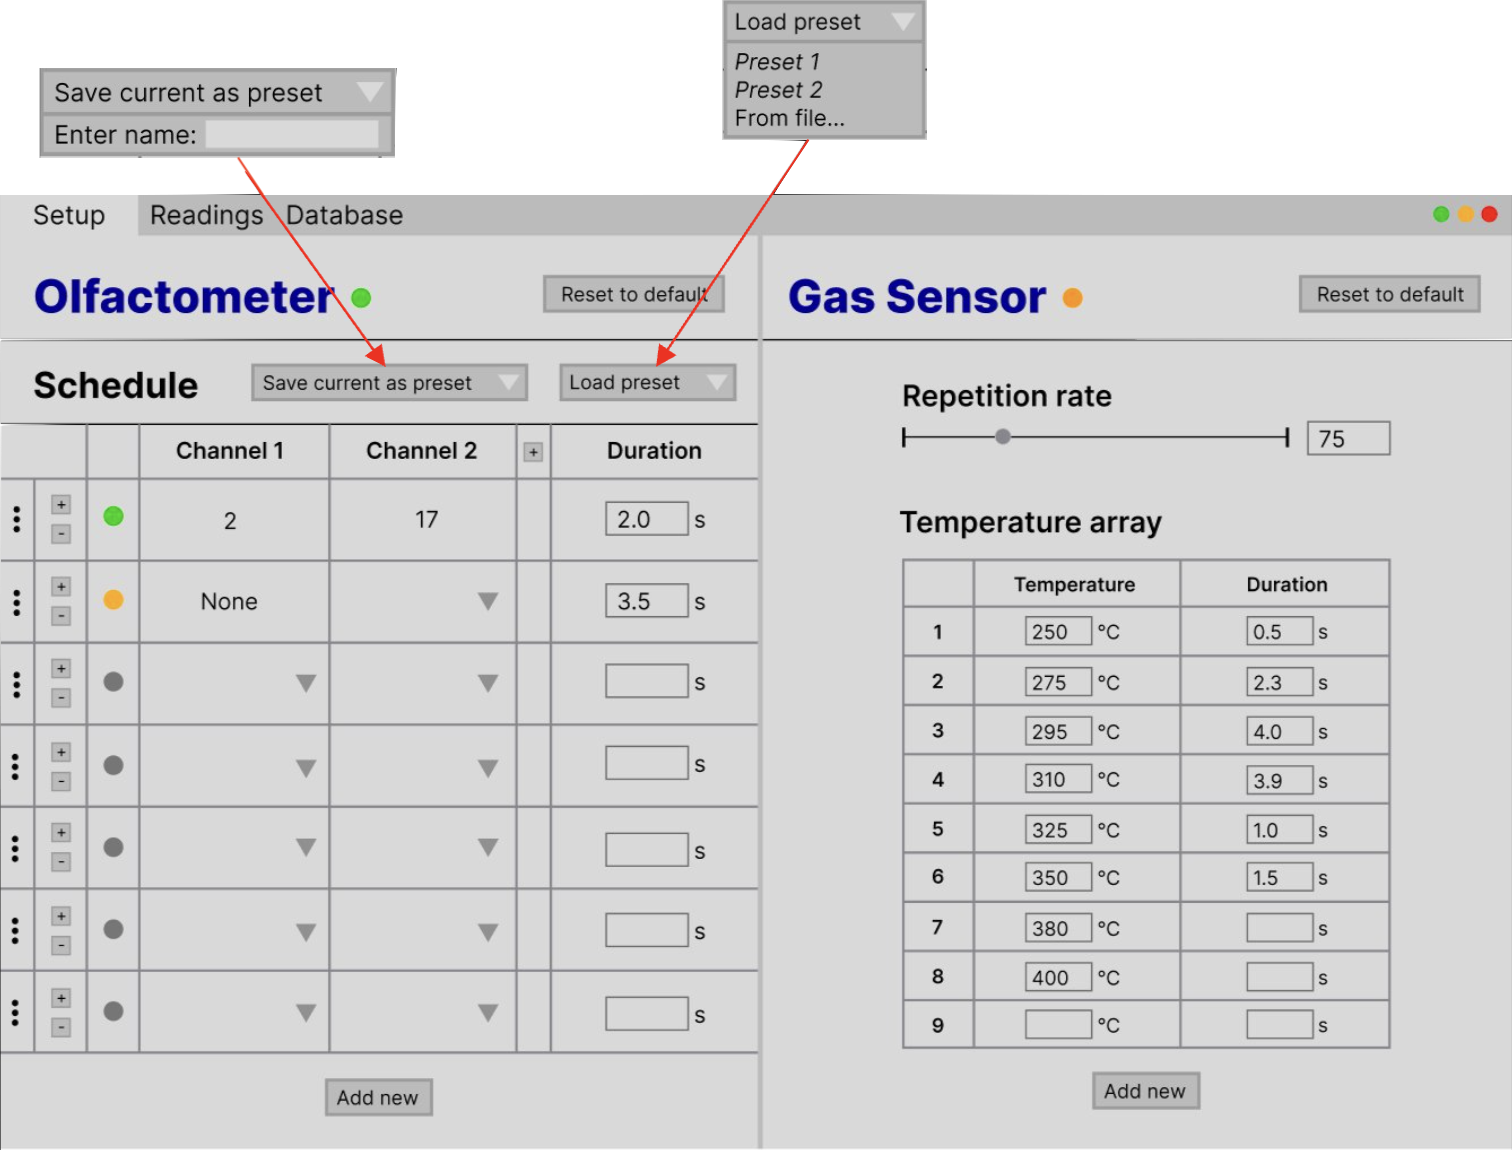 Load preset
Preset 1
Preset 2
From file...
Save current as preset
Enter name:
Setup Readings Database
Olfactometer Reset to default
Schedule Save current as preset Load preset
Channel 1 Channel 2 + Duration
+ - 2 17 2.0 s
+ - None 3.5 s
+ - s
+ - s
+ - s
+ - s
+ - s
Add new
Gas Sensor Reset to default
Repetition rate
75
Temperature array
Temperature Duration
1 250 °C 0.5 s
2 275 °C 2.3 s
3 295 °C 4.0 s
4 310 °C 3.9 s
5 325 °C 1.0 s
6 350 °C 1.5 s
7 380 °C s
8 400 °C s
9 °C s
Add new